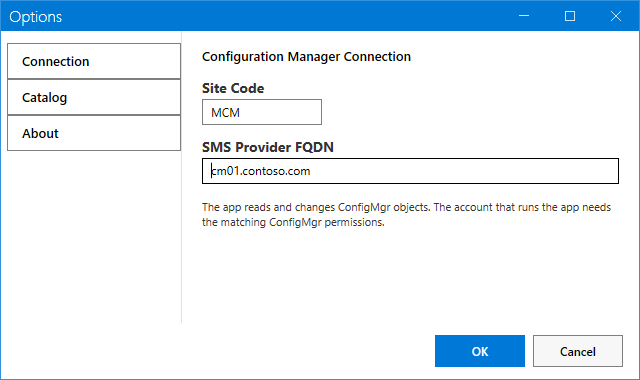 Options
Connection
Catalog
About
Configuration Manager Connection
Site Code
MCM
SMS Provider FQDN
cm01.contoso.com
The app reads and changes ConfigMgr objects. The account that runs the app needs
the matching ConfigMgr permissions.
OK
Cancel